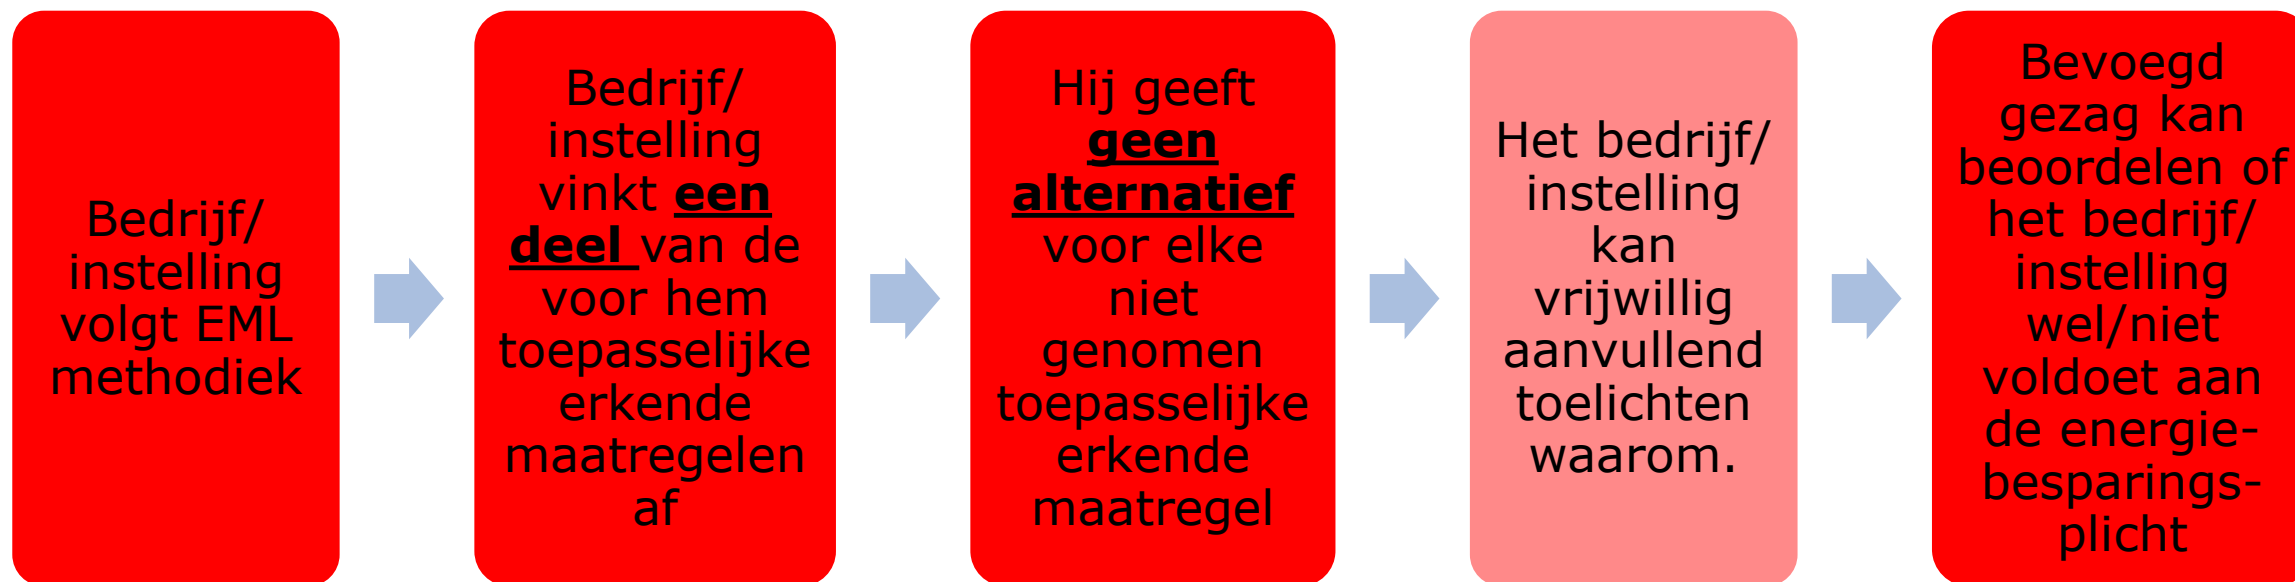 Bedrijf/
instelling
volgt EML
methodiek
Bedrijf/
instelling
vinkt een
deel van de
voor hem
toepasselijke
erkende
maatregelen
af
Hij geeft
geen
alternatief
voor elke
niet
genomen
toepasselijke
erkende
maatregel
Het bedrijf/
instelling
kan
vrijwillig
aanvullend
toelichten
waarom.
Bevoegd
gezag kan
beoordelen of
het bedrijf/
instelling
wel/niet
voldoet aan
de energie-
besparings-
plicht